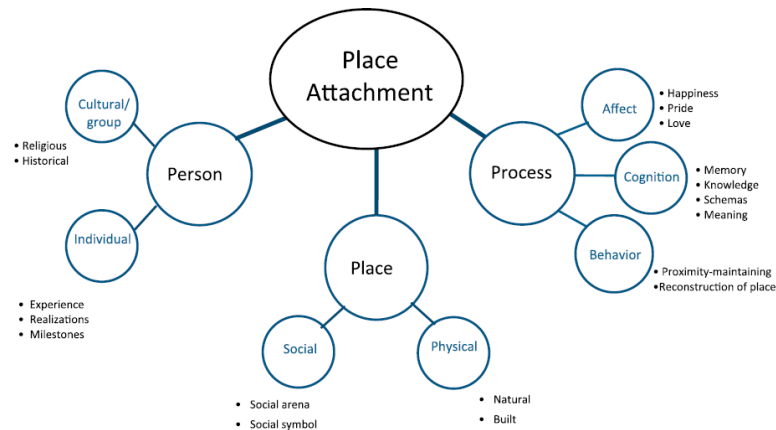 Place
Attachment
Cultural/
group
• Religious
• Historical
Person
Individual
• Experience
• Realizations
• Milestones
Place
Social
• Social arena
• Social symbol
Physical
• Natural
• Built
Process
Affect
• Happiness
• Pride
• Love
Cognition
• Memory
• Knowledge
• Schemas
• Meaning
Behavior
• Proximity-maintaining
•Reconstruction of place